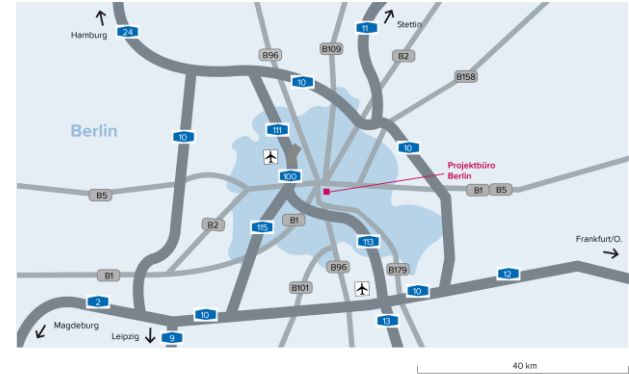 Hamburg
24
11
Stettin
B96
B109
B2
B158
10
10
10
111
Berlin
100
Projektbüro
Berlin
B5
B1
B5
B2
B1
115
113
Frankfurt/O.
B1
B96
B179
12
B101
2
10
10
Magdeburg
Leipzig
9
13
40 km